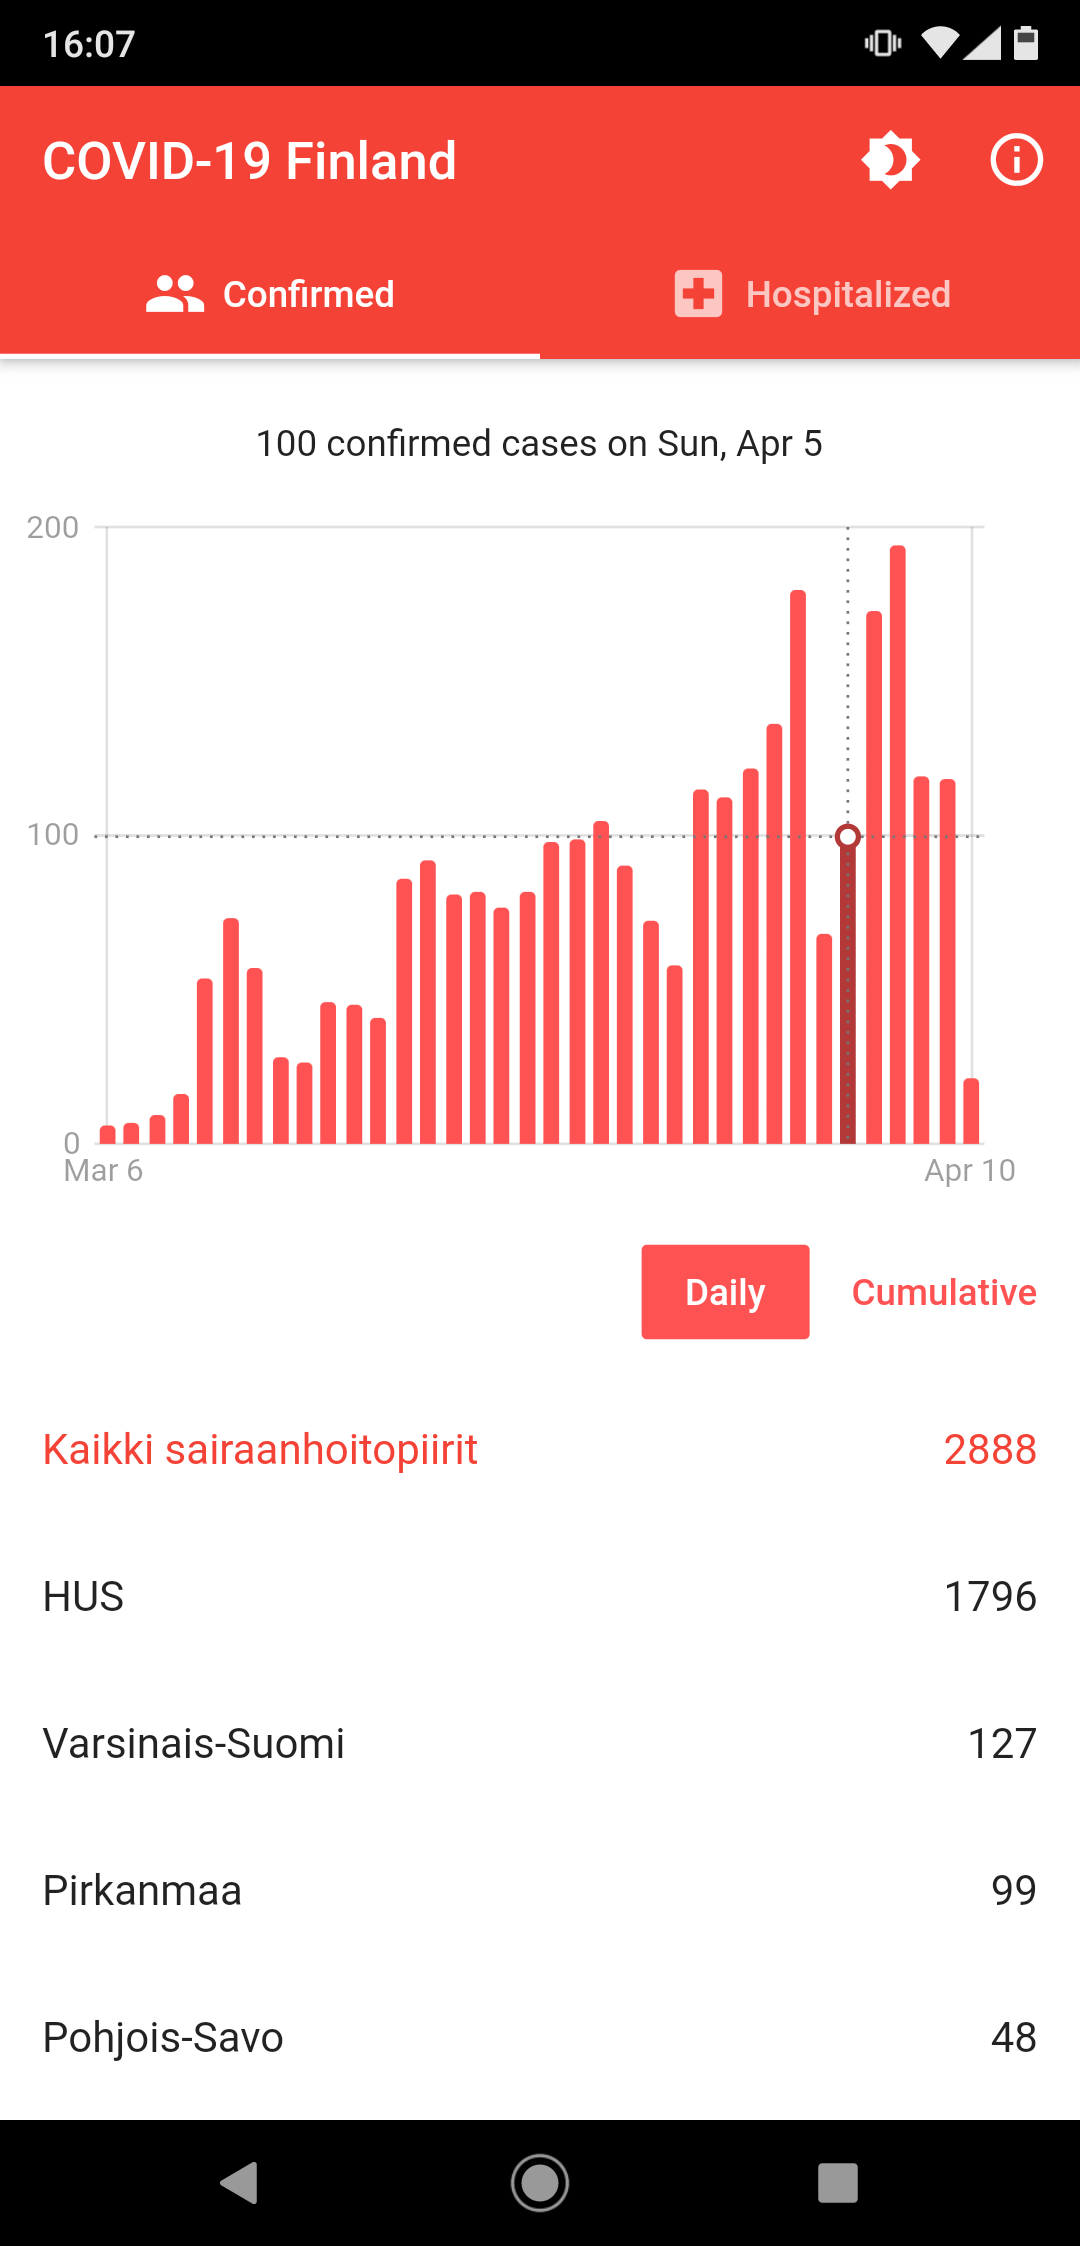 16:07
COVID-19 Finland
Confirmed
Hospitalized
100 confirmed cases on Sun, Apr 5
200
100
0
Mar 6
Apr 10
Daily
Cumulative
Kaikki sairaanhoitopiirit 2888
HUS 1796
Varsinais-Suomi 127
Pirkanmaa 99
Pohjois-Savo 48